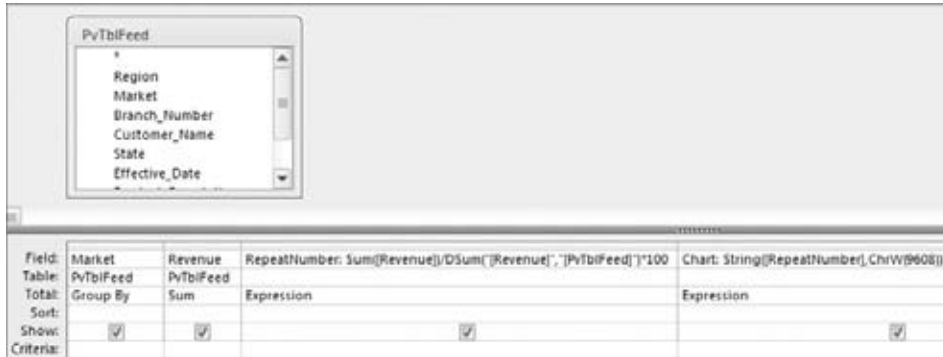 PvTblFeed
*
Region
Market
Branch_Number
Customer_Name
State
Effective_Date
Field: Market Revenue RepeatNumber: Sum([Revenue])/DSum("[Revenue]","[PvTblFeed]")*100 Chart: String([RepeatNumber],ChrW(9608))
Table: PvTblFeed PvTblFeed
Total: Group By Sum Expression Expression
Sort:
Show:
Criteria: